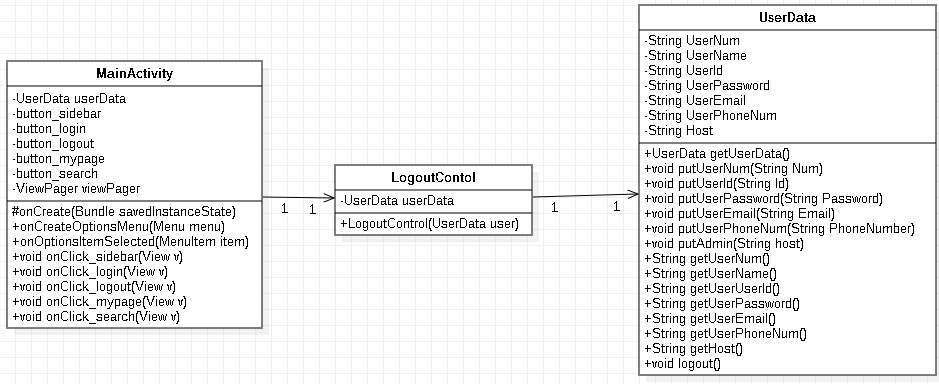 MainActivity
-UserData userData
-button_sidebar
-button_login
-button_logout
-button_mypage
-button_search
-ViewPager viewPager
#onCreate(Bundle savedInstanceState)
+onCreateOptionsMenu(Menu menu)
+onOptionsItemSelected(MenuItem item)
+void onClick_sidebar(View v)
+void onClick_login(View v)
+void onClick_logout(View v)
+void onClick_mypage(View v)
+void onClick_search(View v)
1
1
LogoutContol
-UserData userData
+LogoutControl(UserData user)
1
1
UserData
-String UserNum
-String UserName
-String UserId
-String UserPassword
-String UserEmail
-String UserPhoneNum
-String Host
+UserData getUserData()
+void putUserNum(String Num)
+void putUserId(String Id)
+void putUserPassword(String Password)
+void putUserEmail(String Email)
+void putUserPhoneNum(String PhoneNumber)
+void putAdmin(String host)
+String getUserNum()
+String getUserName()
+String getUserUserId()
+String getUserPassword()
+String getUserEmail()
+String getUserPhoneNum()
+String getHost()
+void logout()